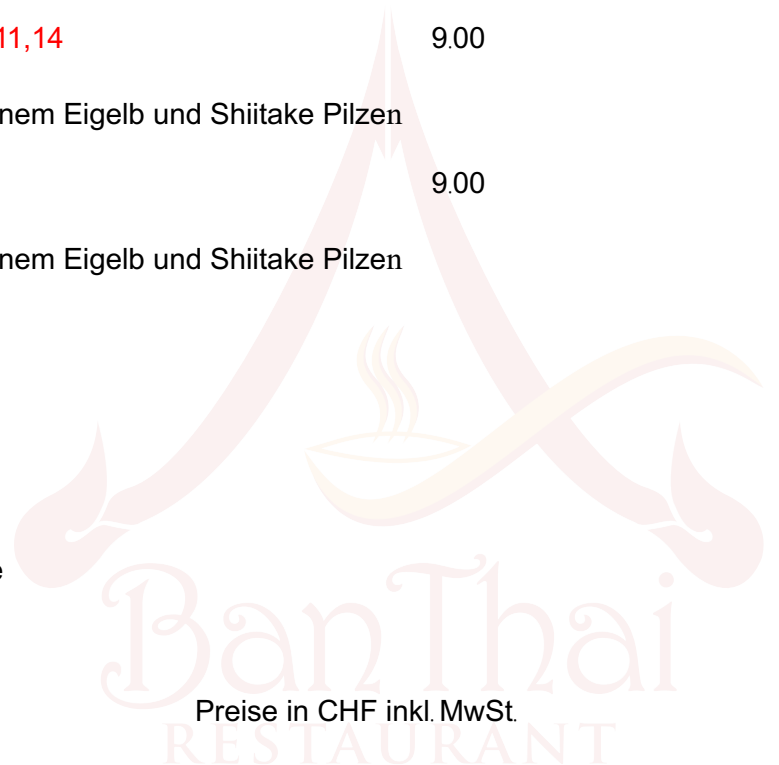 11,14 9.00
nem Eigelb und Shiitake Pilzen
9.00
nem Eigelb und Shiitake Pilzen
e
BanThai
Preise in CHF inkl. MwSt.
RESTAURANT